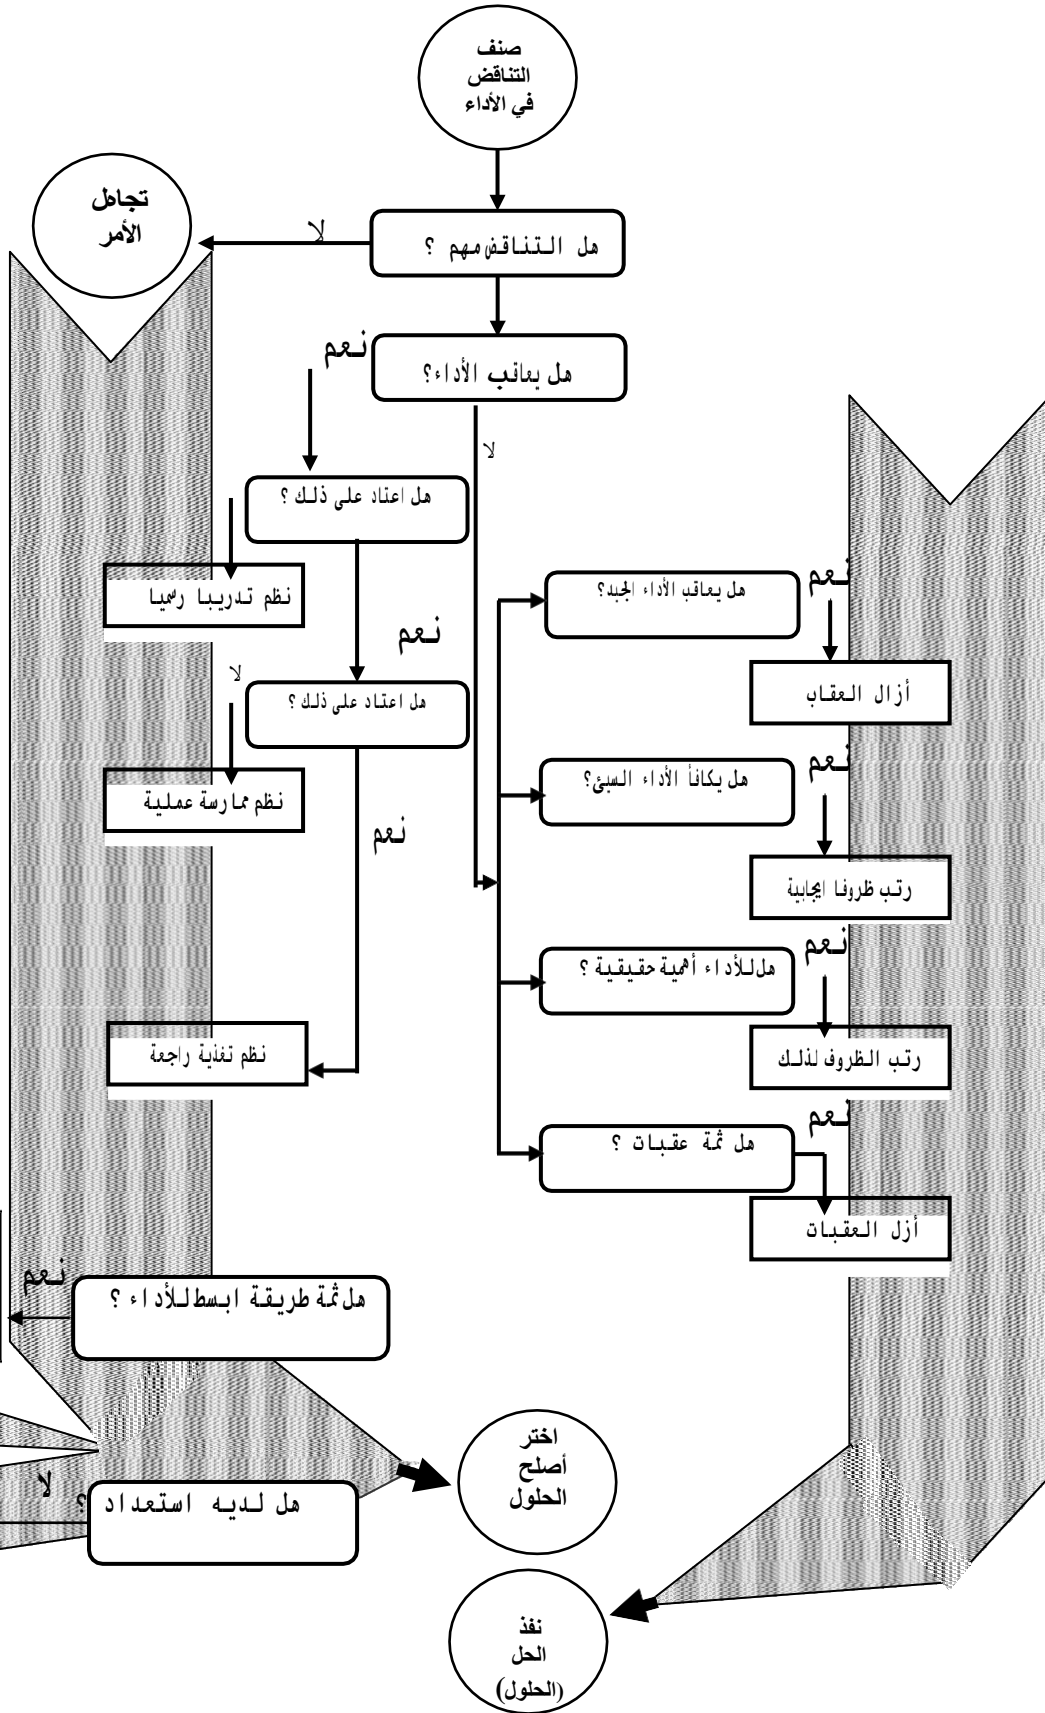 صنف
التناقض
في الأداء
تجاهل
الأمر
لا
هل التناقض مهم ؟
نعم
هل يعاقب الأداء؟
لا
هل اعتاد على ذلك ؟
نظم تدريبا رسميا
نعم
هل يعاقب الأداء الجيد؟
نعم
أزال العقاب
لا
هل اعتاد على ذلك ؟
نظم ممارسة عملية
نعم
هل يكافأ الأداء السيئ؟
نعم
رتب ظروفا ايجابية
هل للأداء أهمية حقيقية ؟
نعم
رتب الظروف لذلك
نظم تغذية راجعة
هل ثمة عقبات ؟
نعم
أزل العقبات
نعم
هل ثمة طريقة ابسط للأداء ؟
اختر
أصلح
الحلول
لا
هل لديه استعداد ؟
نفذ
الحل
(الحلول)